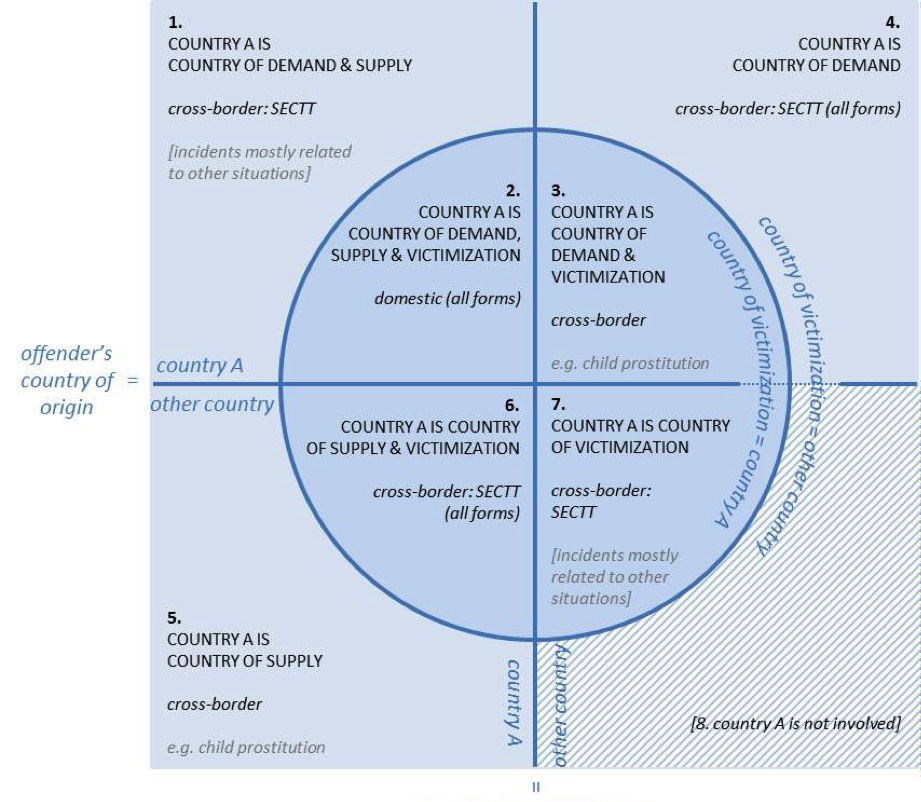 1.
COUNTRY A IS
COUNTRY OF DEMAND & SUPPLY
cross-border: SECTT
[incidents mostly related
to other situations]
4.
COUNTRY A IS
COUNTRY OF DEMAND
cross-border: SECTT (all forms)
2.
COUNTRY A IS
COUNTRY OF DEMAND,
SUPPLY & VICTIMIZATION
domestic (all forms)
3.
COUNTRY A IS
COUNTRY OF
DEMAND &
VICTIMIZATION
cross-border
e.g. child prostitution
country of victimization = country A
country of victimization = other country
offender's
country of =
origin
country A
other country
6.
COUNTRY A IS COUNTRY
OF SUPPLY & VICTIMIZATION
cross-border: SECTT
(all forms)
7.
COUNTRY A IS COUNTRY
OF VICTIMIZATION
cross-border:
SECTT
[incidents mostly
related to other
situations]
5.
COUNTRY A IS
COUNTRY OF SUPPLY
cross-border
e.g. child prostitution
country A
other country
[8. country A is not involved]
=